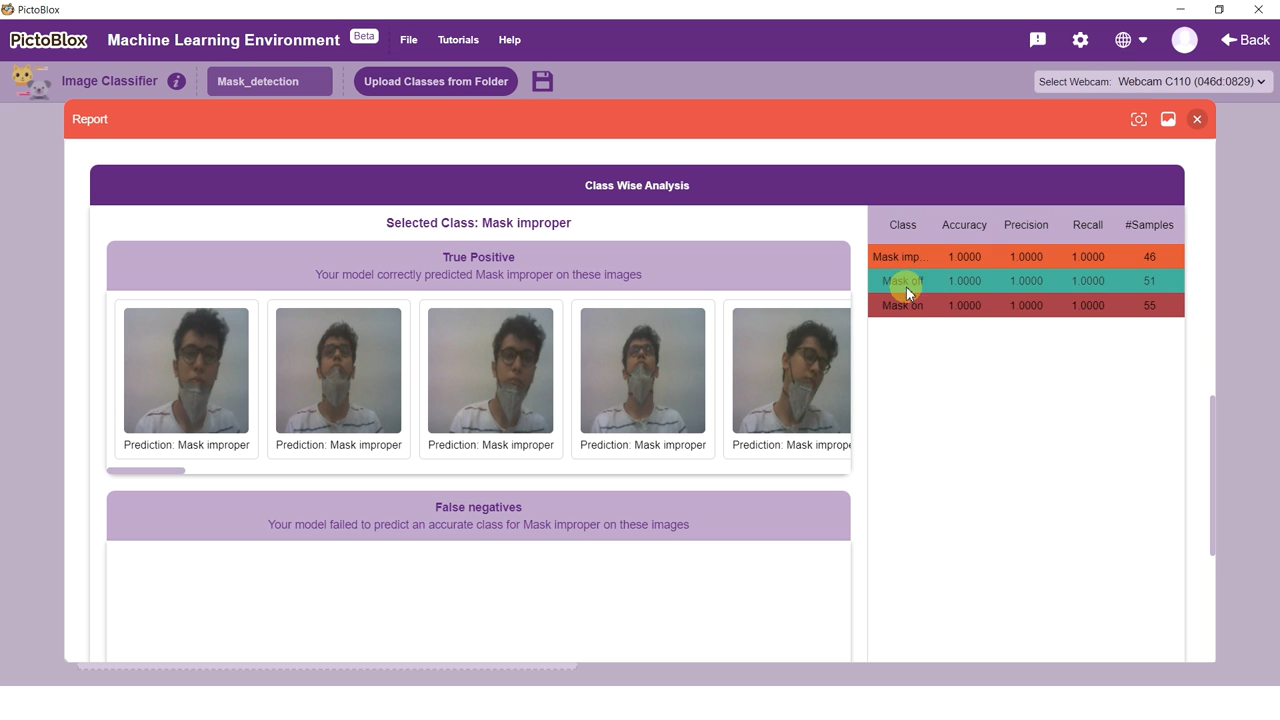 PictoBlox
PictoBlox Machine Learning Environment Beta File Tutorials Help Back
Image Classifier i Mask_detection Upload Classes from Folder Select Webcam: Webcam C110 (046d:0829)
Report
Class Wise Analysis
Selected Class: Mask improper
True Positive
Your model correctly predicted Mask improper on these images
Prediction: Mask improper Prediction: Mask improper Prediction: Mask improper Prediction: Mask improper Prediction: Mask imprope
False negatives
Your model failed to predict an accurate class for Mask improper on these images
Class Accuracy Precision Recall #Samples
Mask imp... 1.0000 1.0000 1.0000 46
Mask off 1.0000 1.0000 1.0000 51
Mask on 1.0000 1.0000 1.0000 55